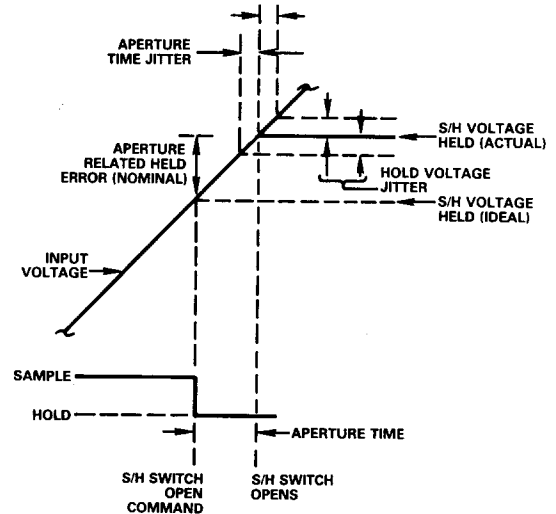 APERTURE
TIME JITTER
S/H VOLTAGE
HELD (ACTUAL)
APERTURE
RELATED HELD
ERROR (NOMINAL)
HOLD VOLTAGE
JITTER
S/H VOLTAGE
HELD (IDEAL)
INPUT
VOLTAGE
SAMPLE
HOLD
APERTURE TIME
S/H SWITCH
OPEN
COMMAND
S/H SWITCH
OPENS